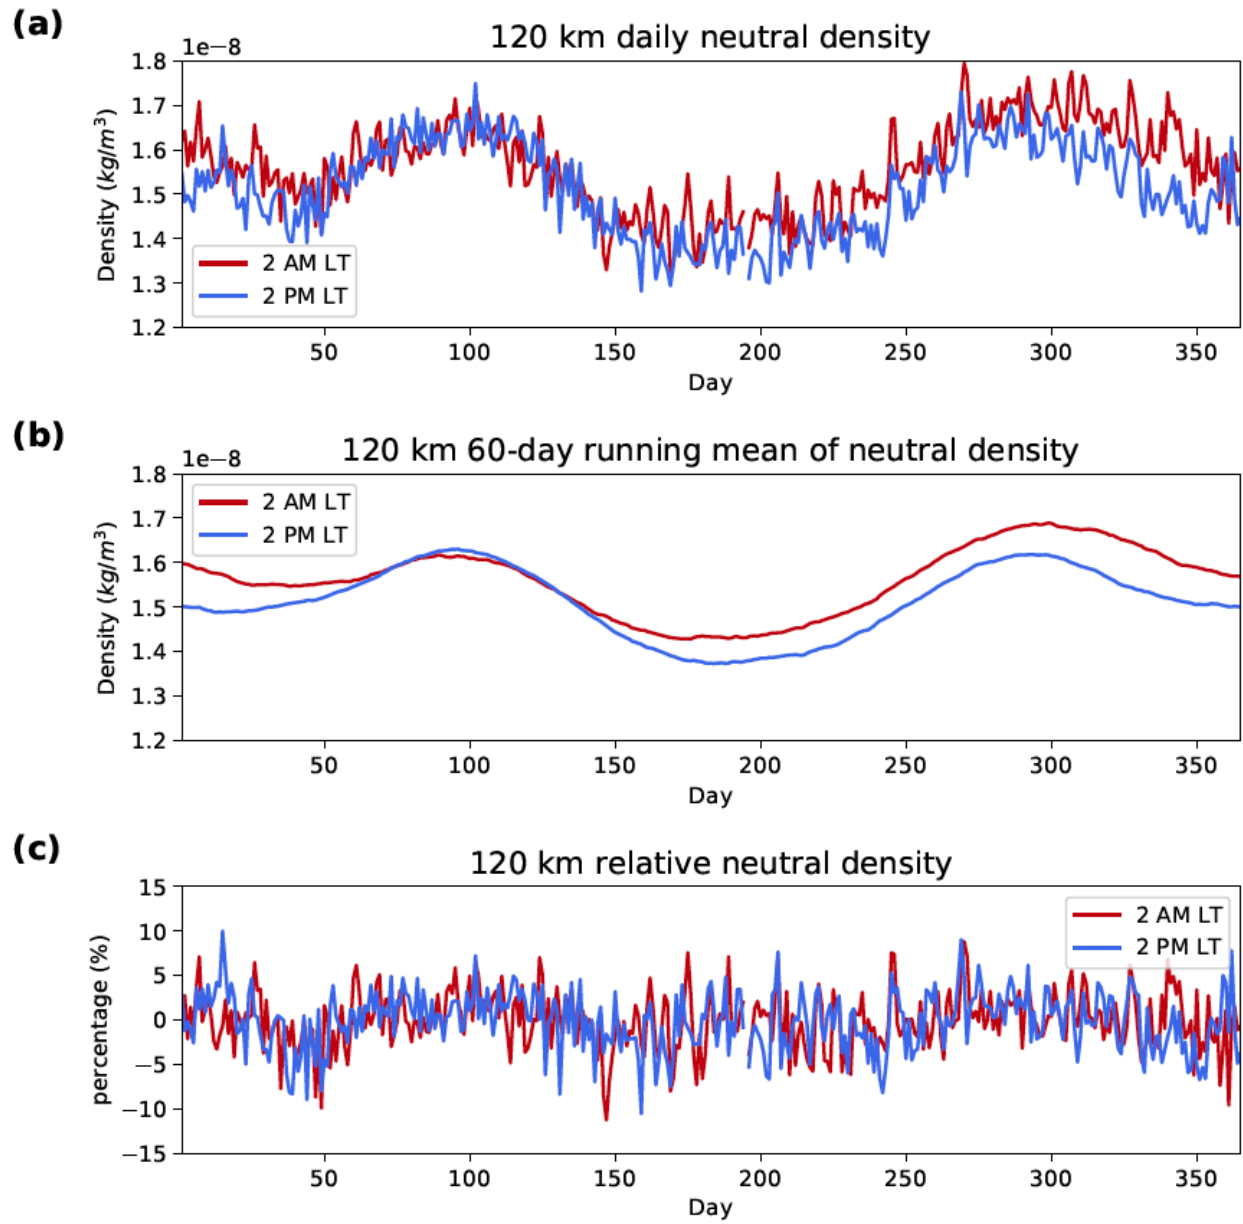 (a)
120 km daily neutral density
1e−8
1.8
1.7
1.6
1.5
1.4
1.3
1.2
Density (kg/m³)
2 AM LT
2 PM LT
50 100 150 200 250 300 350
Day
(b)
120 km 60-day running mean of neutral density
1e−8
1.8
1.7
1.6
1.5
1.4
1.3
1.2
Density (kg/m³)
2 AM LT
2 PM LT
50 100 150 200 250 300 350
Day
(c)
120 km relative neutral density
15
10
5
0
−5
−10
−15
percentage (%)
2 AM LT
2 PM LT
50 100 150 200 250 300 350
Day